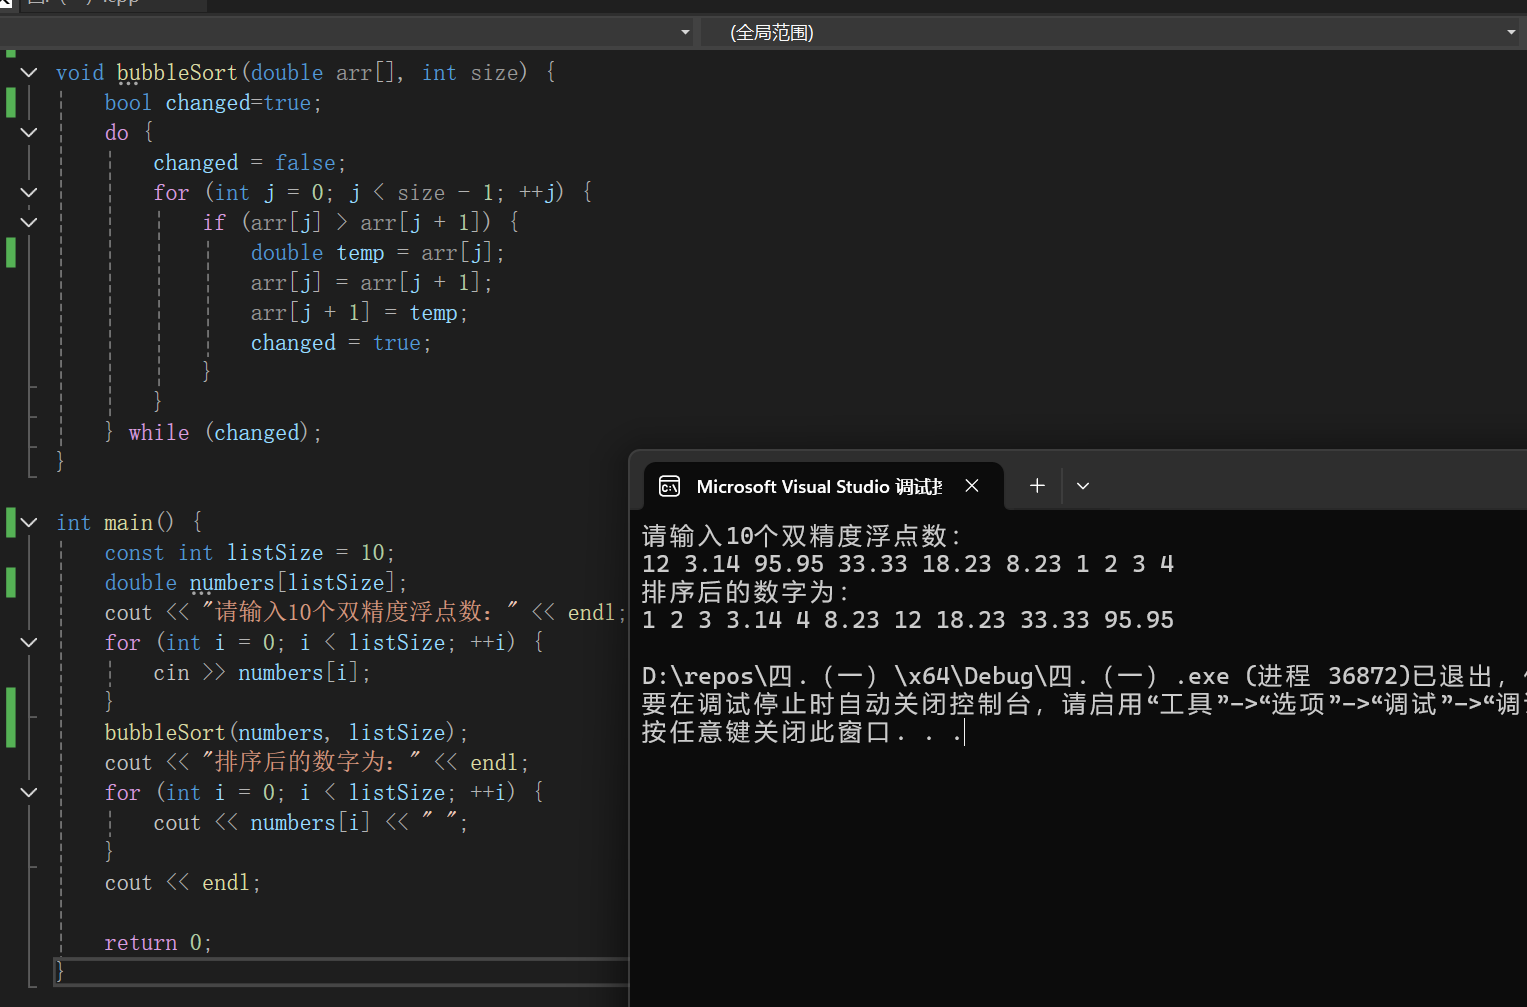 (全局范围)
void bubbleSort(double arr[], int size) {
bool changed=true;
do {
changed = false;
for (int j = 0; j < size - 1; ++j) {
if (arr[j] > arr[j + 1]) {
double temp = arr[j];
arr[j] = arr[j + 1];
arr[j + 1] = temp;
changed = true;
}
}
} while (changed);
}
int main() {
const int listSize = 10;
double numbers[listSize];
cout << "请输入10个双精度浮点数：" << endl;
for (int i = 0; i < listSize; ++i) {
cin >> numbers[i];
}
bubbleSort(numbers, listSize);
cout << "排序后的数字为：" << endl;
for (int i = 0; i < listSize; ++i) {
cout << numbers[i] << " ";
}
cout << endl;
return 0;
}
Microsoft Visual Studio 调试
请输入10个双精度浮点数：
12 3.14 95.95 33.33 18.23 8.23 1 2 3 4
排序后的数字为：
1 2 3 3.14 4 8.23 12 18.23 33.33 95.95
D:\repos\四.（一）\x64\Debug\四.（一）.exe (进程 36872)已退出，
要在调试停止时自动关闭控制台，请启用“工具”->“选项”->“调试”->“调
按任意键关闭此窗口. . .